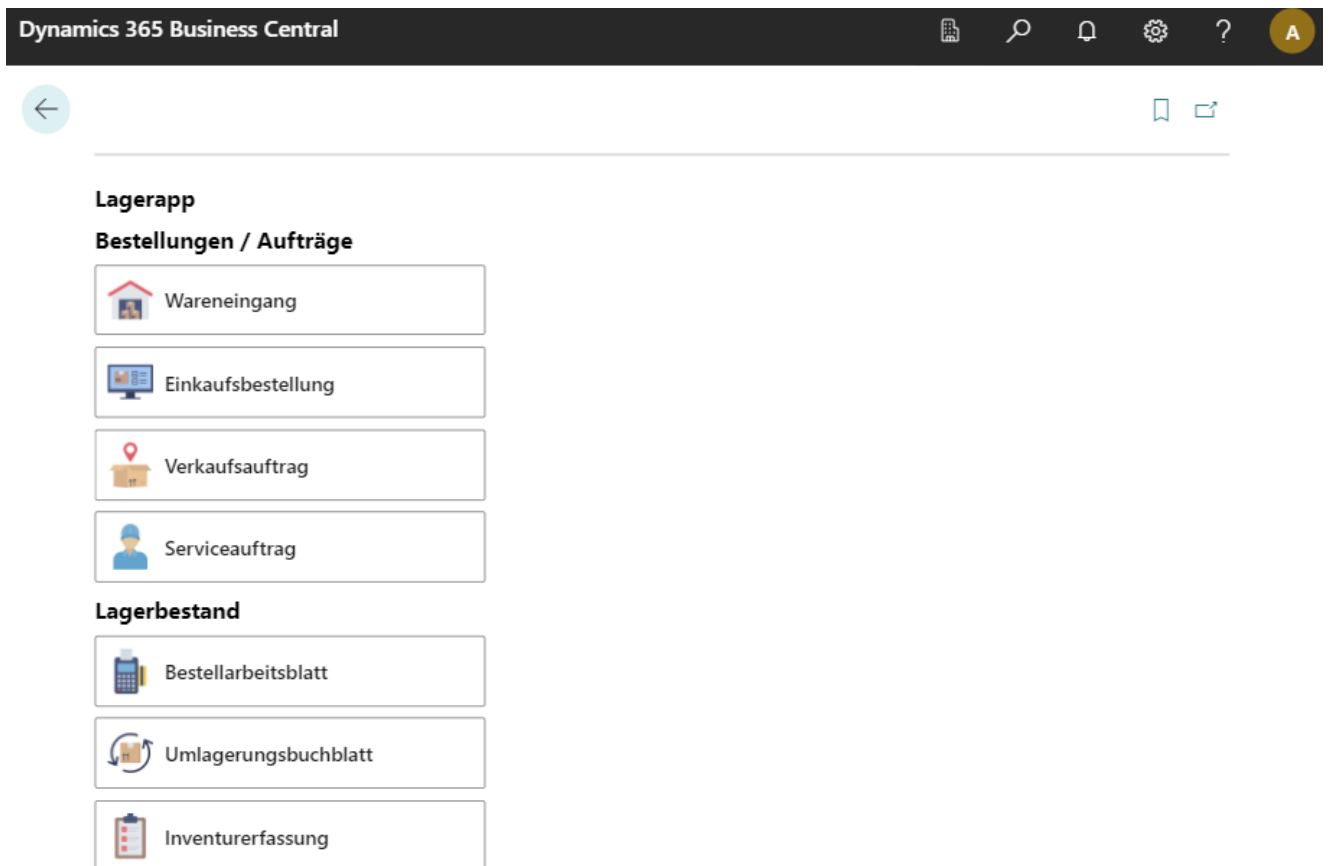 Dynamics 365 Business Central
A
Lagerapp
Bestellungen / Aufträge
Wareneingang
Einkaufsbestellung
Verkaufsauftrag
Serviceauftrag
Lagerbestand
Bestellarbeitsblatt
Umlagerungsbuchblatt
Inventurerfassung